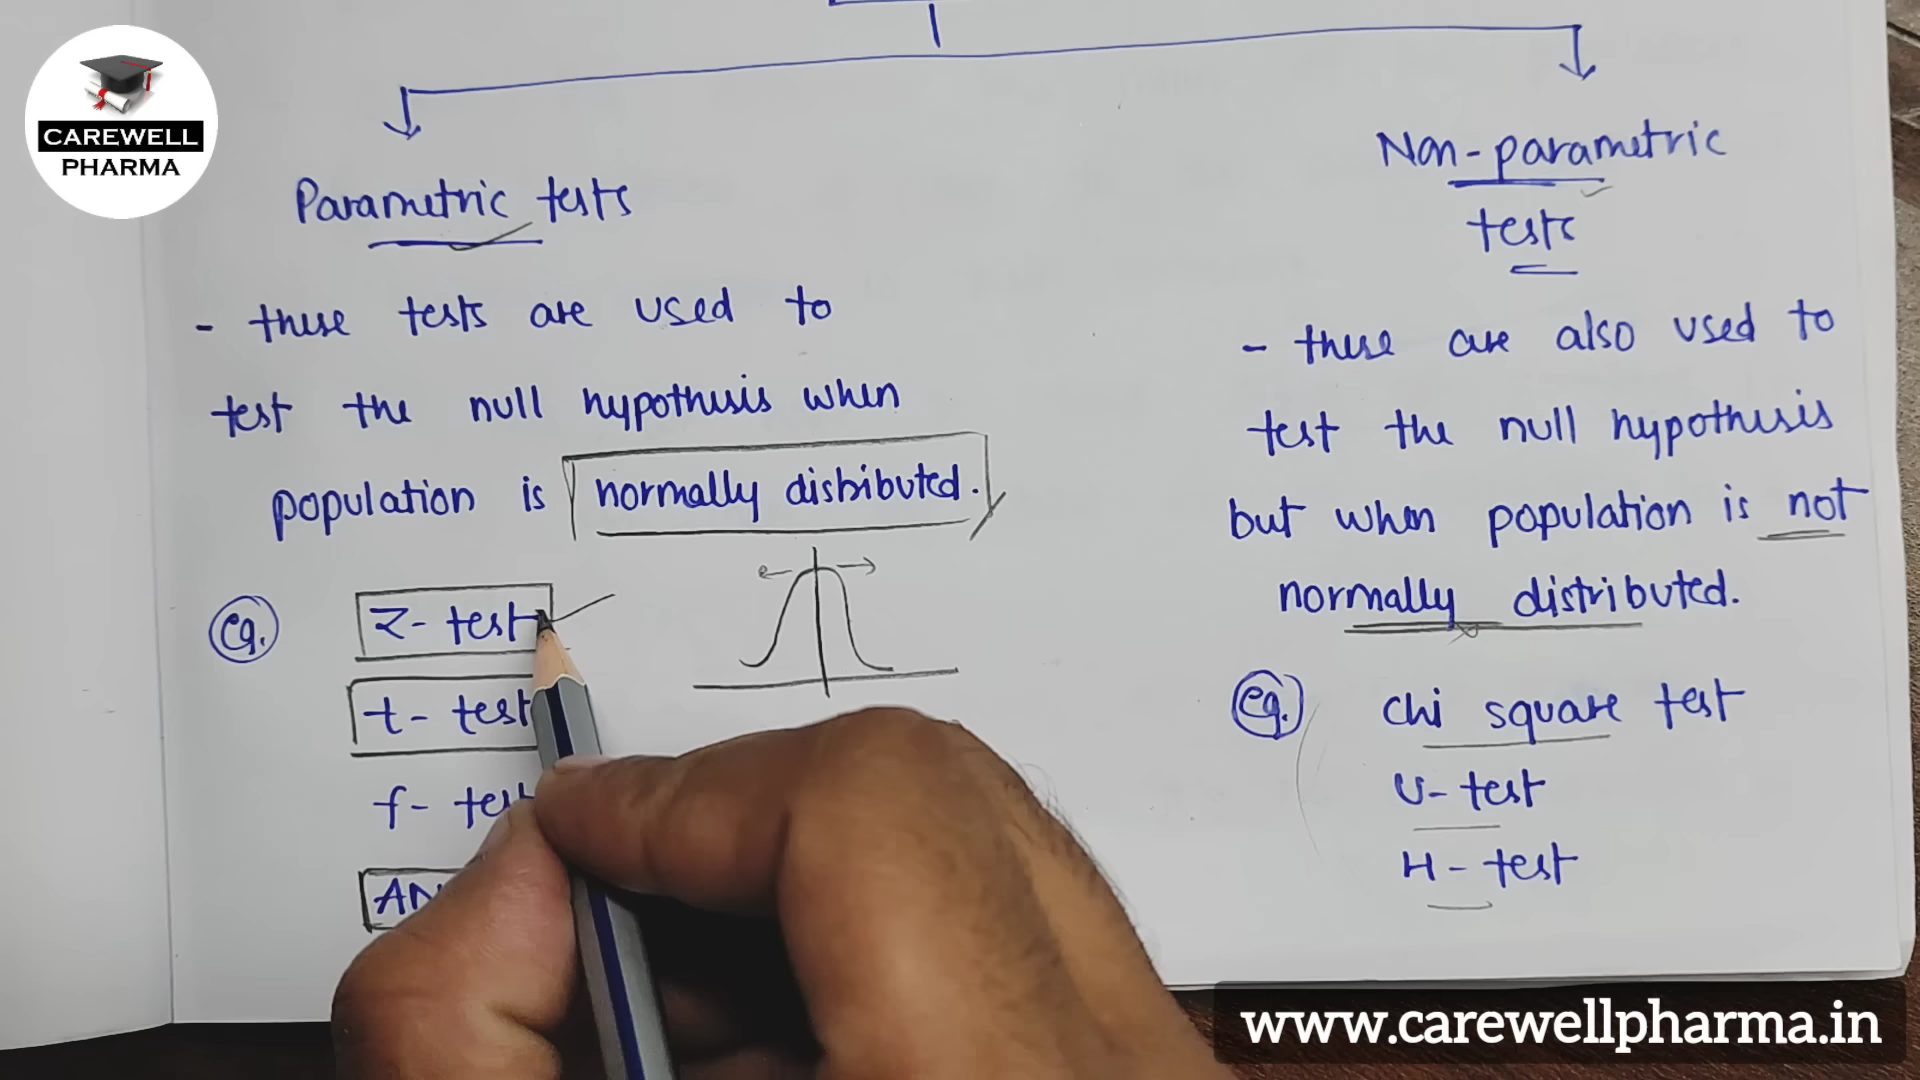 CAREWELL
PHARMA
Parametric tests
- these tests are used to
test the null hypothesis when
population is normally distributed.
eg.
z- test
t- test
f- test
AN
Non-parametric
tests
- these are also used to
test the null hypothesis
but when population is not
normally distributed.
eg.
chi square test
U- test
H- test
www.carewellpharma.in